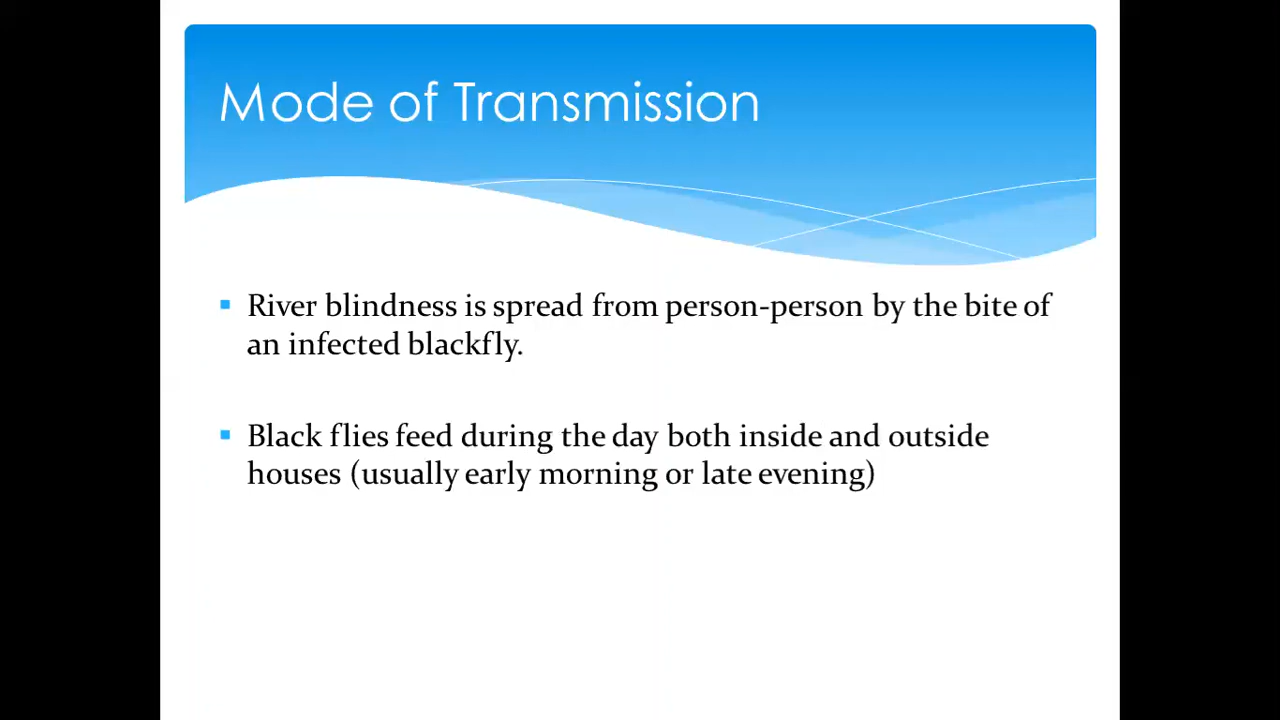 Mode of Transmission
River blindness is spread from person-person by the bite of
an infected blackfly.
Black flies feed during the day both inside and outside
houses (usually early morning or late evening)